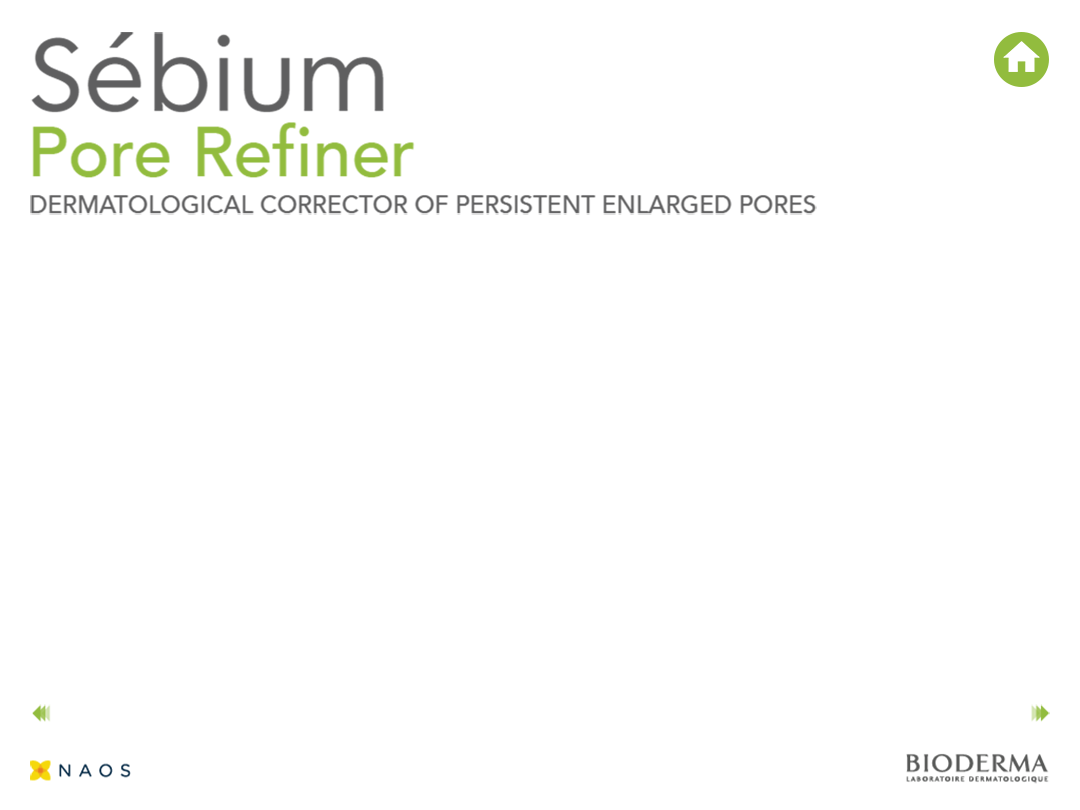 Sébium
Pore Refiner
DERMATOLOGICAL CORRECTOR OF PERSISTENT ENLARGED PORES
NAOS
BIODERMA
LABORATOIRE DERMATOLOGIQUE